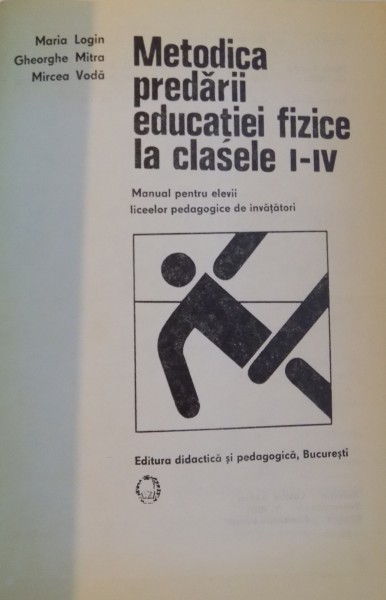 Maria Login
Gheorghe Mitra
Mircea Vodă
Metodica
predării
educației fizice
la clasele I-IV
Manual pentru elevii
liceelor pedagogice de învățători
Editura didactică și pedagogică, București